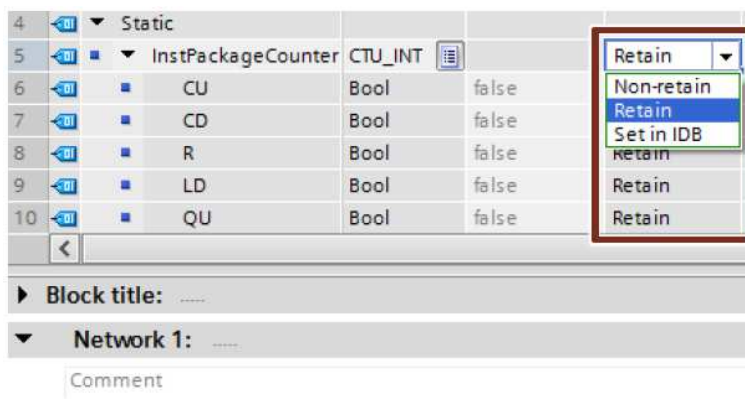 4 Static
5 InstPackageCounter CTU_INT Retain
Non-retain
Retain
Set in IDB
6 CU Bool false
7 CD Bool false
8 R Bool false Retain
9 LD Bool false Retain
10 QU Bool false Retain
Block title: .....
Network 1: .....
Comment